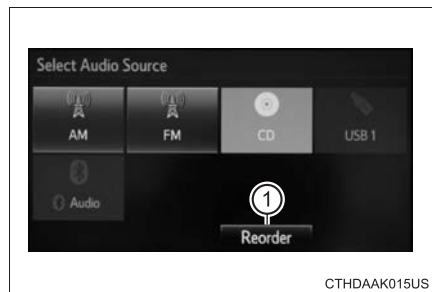 Select Audio Source
AM
FM
CD
USB 1
Audio
1
Reorder
CTHDAAK015US